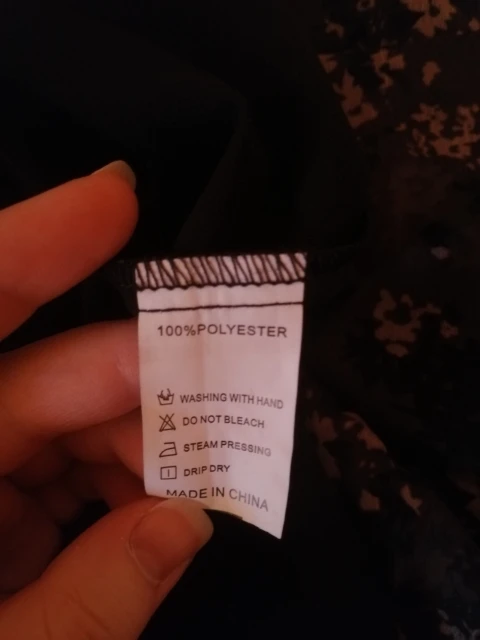 100%POLYESTER
WASHING WITH HAND
DO NOT BLEACH
STEAM PRESSING
DRIP DRY
MADE IN CHINA